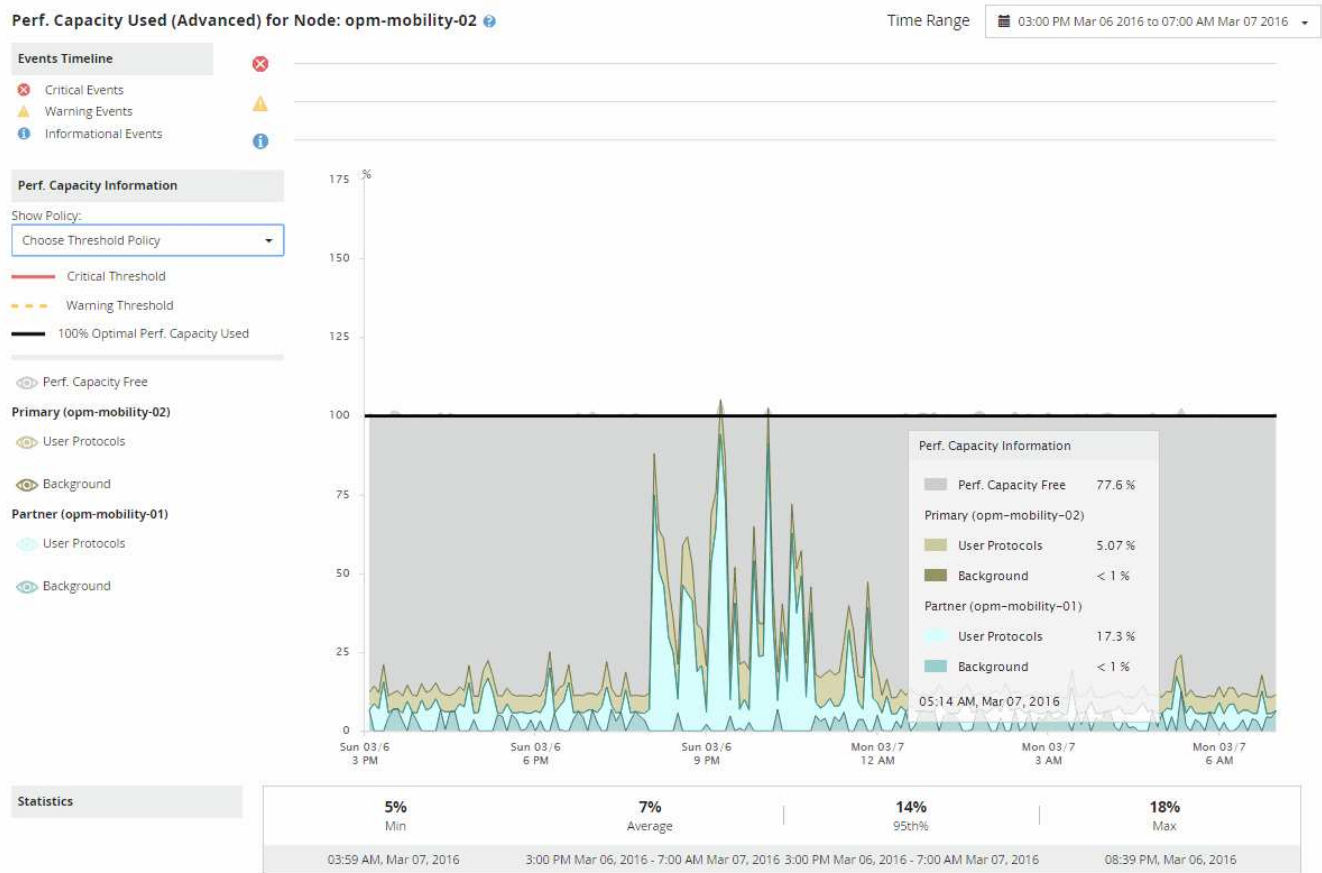 Perf. Capacity Used (Advanced) for Node: opm-mobility-02
Time Range
03:00 PM Mar 06 2016 to 07:00 AM Mar 07 2016
Events Timeline
Critical Events
Warning Events
Informational Events
Perf. Capacity Information
Show Policy:
Choose Threshold Policy
Critical Threshold
Warning Threshold
100% Optimal Perf. Capacity Used
Perf. Capacity Free
Primary (opm-mobility-02)
User Protocols
Background
Partner (opm-mobility-01)
User Protocols
Background
%
175
150
125
100
75
50
25
0
Sun 03/6
3 PM
Sun 03/6
6 PM
Sun 03/6
9 PM
Mon 03/7
12 AM
Mon 03/7
3 AM
Mon 03/7
6 AM
Perf. Capacity Information
Perf. Capacity Free 77.6 %
Primary (opm-mobility-02)
User Protocols 5.07 %
Background < 1 %
Partner (opm-mobility-01)
User Protocols 17.3 %
Background < 1 %
05:14 AM, Mar 07, 2016
Statistics
5% 7% 14% 18%
Min Average 95th% Max
03:59 AM, Mar 07, 2016 3:00 PM Mar 06, 2016 - 7:00 AM Mar 07, 2016 3:00 PM Mar 06, 2016 - 7:00 AM Mar 07, 2016 08:39 PM, Mar 06, 2016